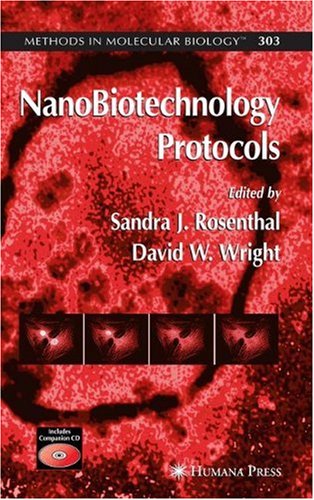 METHODS IN MOLECULAR BIOLOGY™ 303
NanoBiotechnology
Protocols
Edited by
Sandra J. Rosenthal
David W. Wright
Includes
Companion CD
HUMANA PRESS